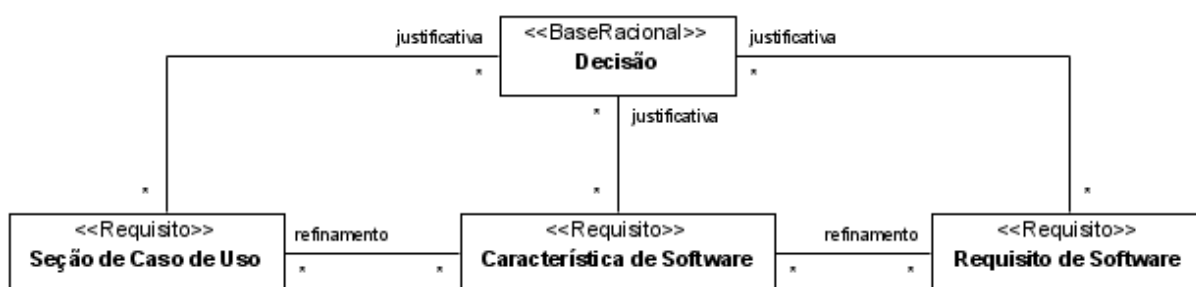 <<BaseRacional>>
Decisão
justificativa
justificativa
*
*
*
justificativa
*
*
*
<<Requisito>>
Seção de Caso de Uso
refinamento
*
*
<<Requisito>>
Característica de Software
refinamento
*
*
<<Requisito>>
Requisito de Software